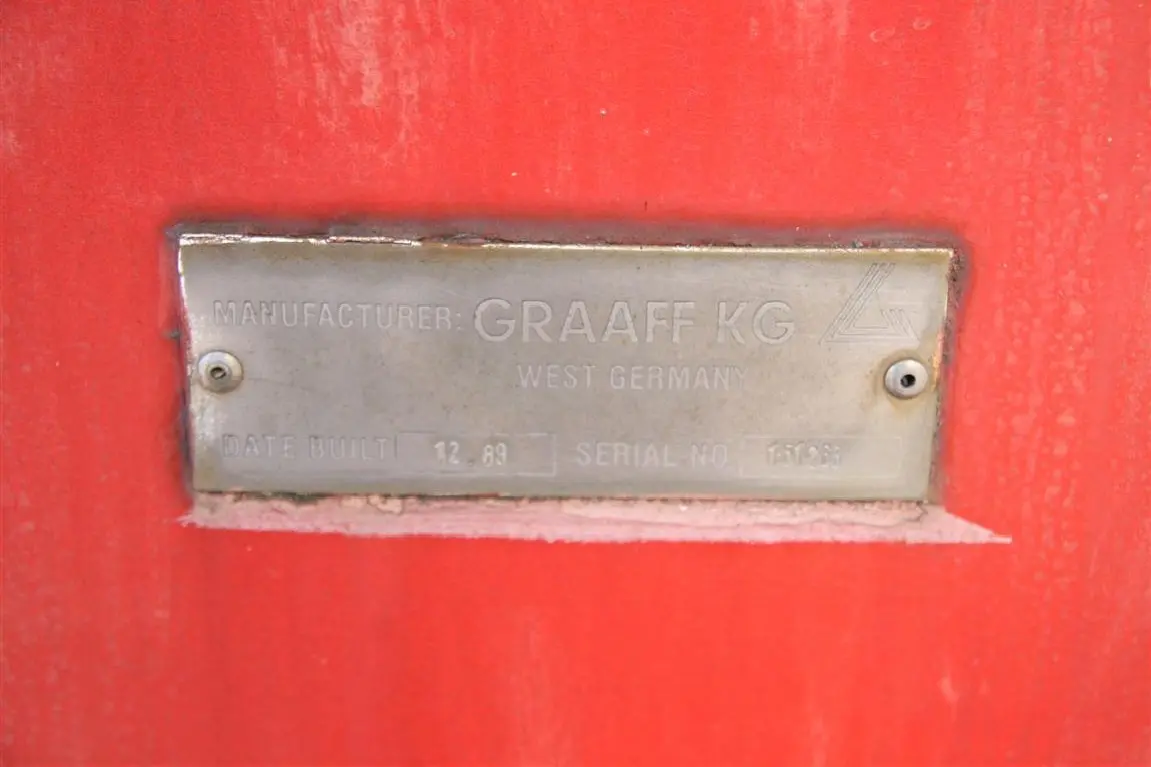 MANUFACTURER: GRAAFF KG
WEST GERMANY
DATE BUILT 12.89 SERIAL NO